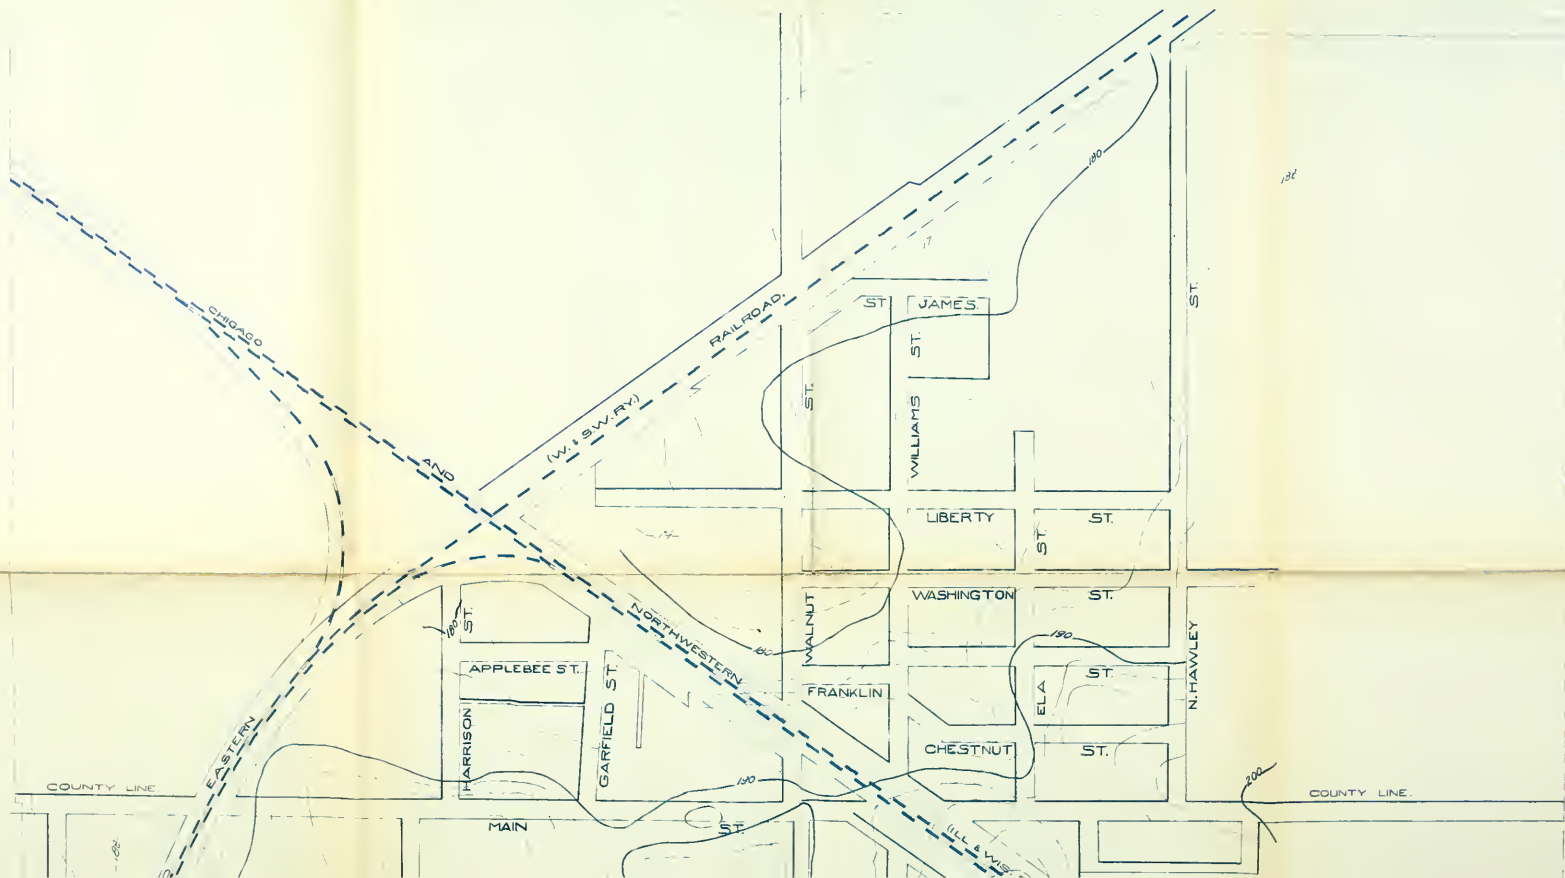 180
186
ST.
CHICAGO
RAILROAD.
ST
JAMES.
ST.
(W. & S.W. RY.)
ST.
WILLIAMS
AND
LIBERTY ST.
ST.
180
ST.
NORTHWESTERN
180
WALNUT
WASHINGTON ST.
190
N. HAWLEY
APPLEBEE ST.
GARFIELD ST.
FRANKLIN
ST.
ELA
HARRISON
EASTERN
CHESTNUT ST.
190
200
COUNTY LINE.
COUNTY LINE.
MAIN ST.
(ILL & WIS.